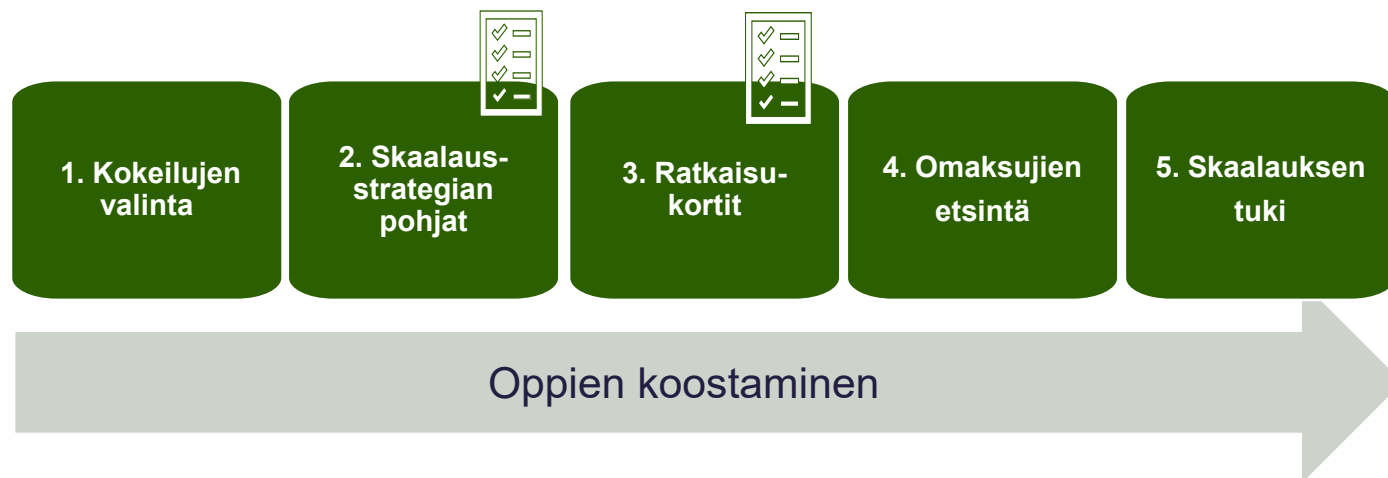 1. Kokeilujen
valinta
2. Skaalaus-
strategian
pohjat
3. Ratkaisu-
kortit
4. Omaksujien
etsintä
5. Skaalauksen
tuki
Oppien koostaminen